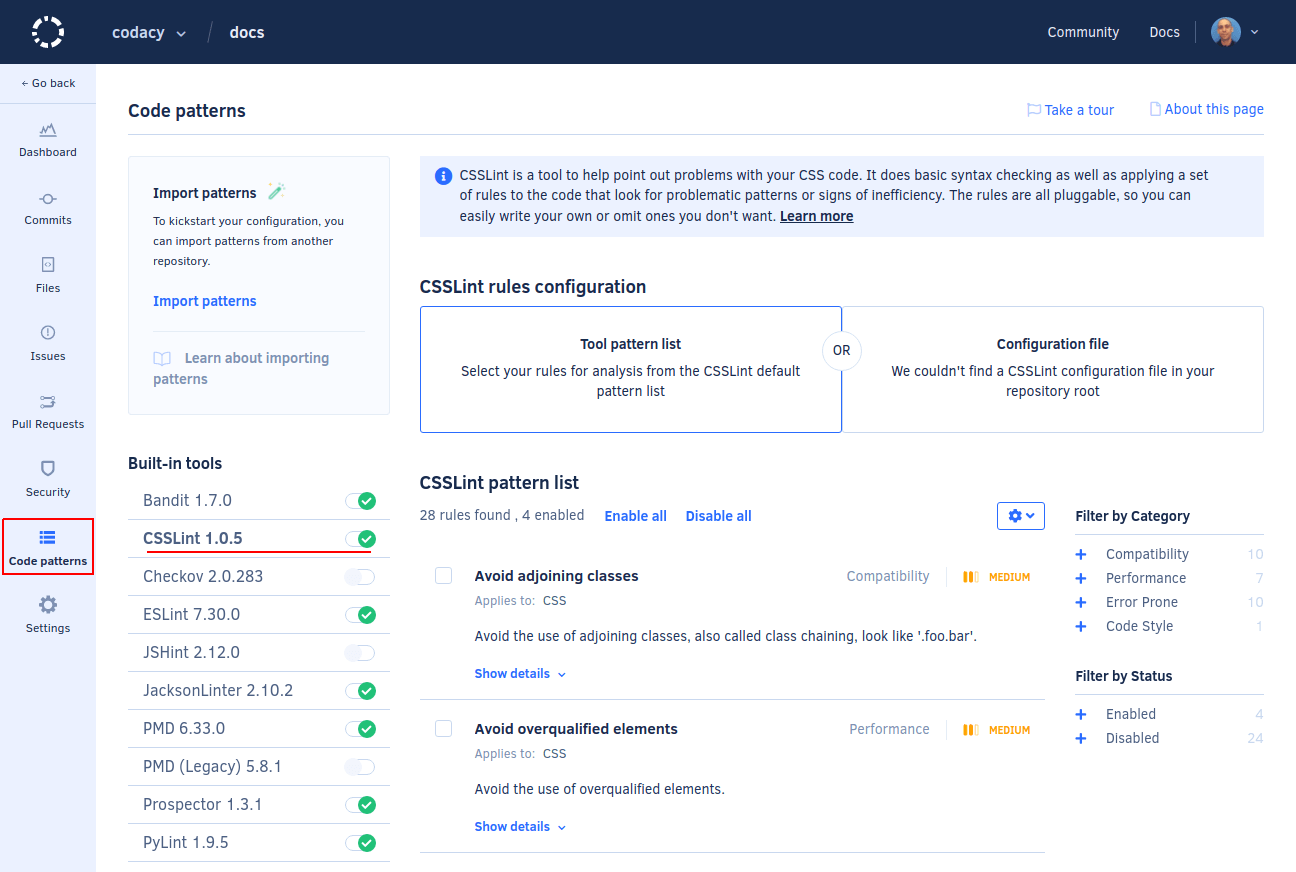 codacy
docs
Community
Docs
← Go back
Dashboard
Commits
Files
Issues
Pull Requests
Security
Code patterns
Settings
Code patterns
Take a tour
About this page
Import patterns
To kickstart your configuration, you
can import patterns from another
repository.
Import patterns
Learn about importing
patterns
Built-in tools
Bandit 1.7.0
CSSLint 1.0.5
Checkov 2.0.283
ESLint 7.30.0
JSHint 2.12.0
JacksonLinter 2.10.2
PMD 6.33.0
PMD (Legacy) 5.8.1
Prospector 1.3.1
PyLint 1.9.5
CSSLint is a tool to help point out problems with your CSS code. It does basic syntax checking as well as applying a set
of rules to the code that look for problematic patterns or signs of inefficiency. The rules are all pluggable, so you can
easily write your own or omit ones you don't want. Learn more
CSSLint rules configuration
Tool pattern list
Select your rules for analysis from the CSSLint default
pattern list
OR
Configuration file
We couldn't find a CSSLint configuration file in your
repository root
CSSLint pattern list
28 rules found , 4 enabled
Enable all
Disable all
Avoid adjoining classes
Compatibility
MEDIUM
Applies to: CSS
Avoid the use of adjoining classes, also called class chaining, look like '.foo.bar'.
Show details
Avoid overqualified elements
Performance
MEDIUM
Applies to: CSS
Avoid the use of overqualified elements.
Show details
Filter by Category
Compatibility 10
Performance 7
Error Prone 10
Code Style 1
Filter by Status
Enabled 4
Disabled 24